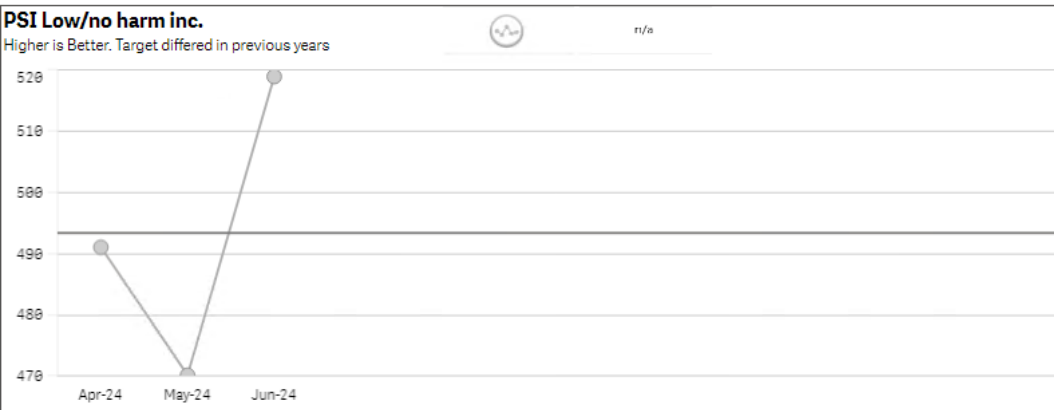 PSI Low/no harm inc.
n/a
Higher is Better. Target differed in previous years
520
510
500
490
480
470
Apr-24 May-24 Jun-24